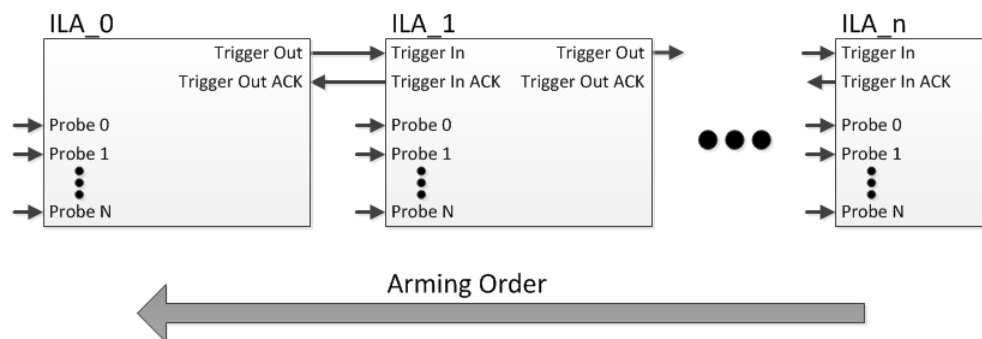 ILA_0
Trigger Out
Trigger Out ACK
Probe 0
Probe 1
Probe N
ILA_1
Trigger In
Trigger Out
Trigger In ACK
Trigger Out ACK
Probe 0
Probe 1
Probe N
ILA_n
Trigger In
Trigger In ACK
Probe 0
Probe 1
Probe N
Arming Order